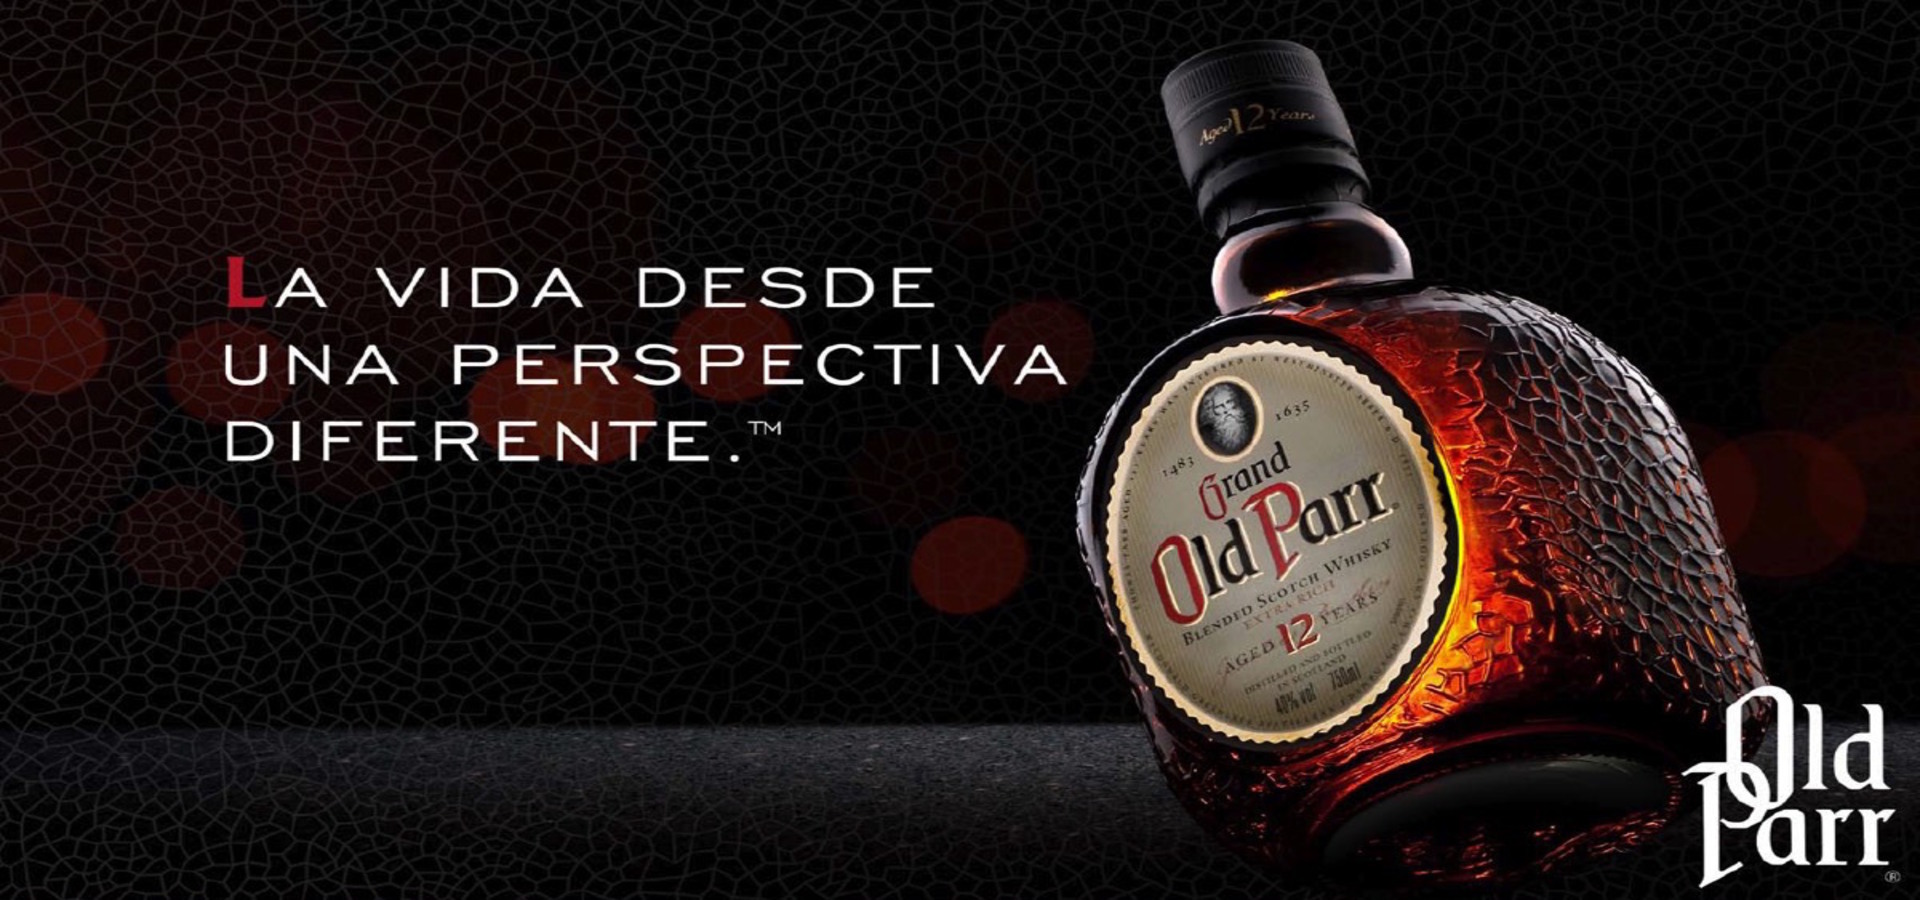 LA VIDA DESDE
UNA PERSPECTIVA
DIFERENTE.™
Aged 12 Years
1483 1635
Grand
Old Parr
BLENDED SCOTCH WHISKY
EXTRA RICH
AGED 12 YEARS
DISTILLED AND BOTTLED
IN SCOTLAND
40% vol 750ml
Old
Parr
®